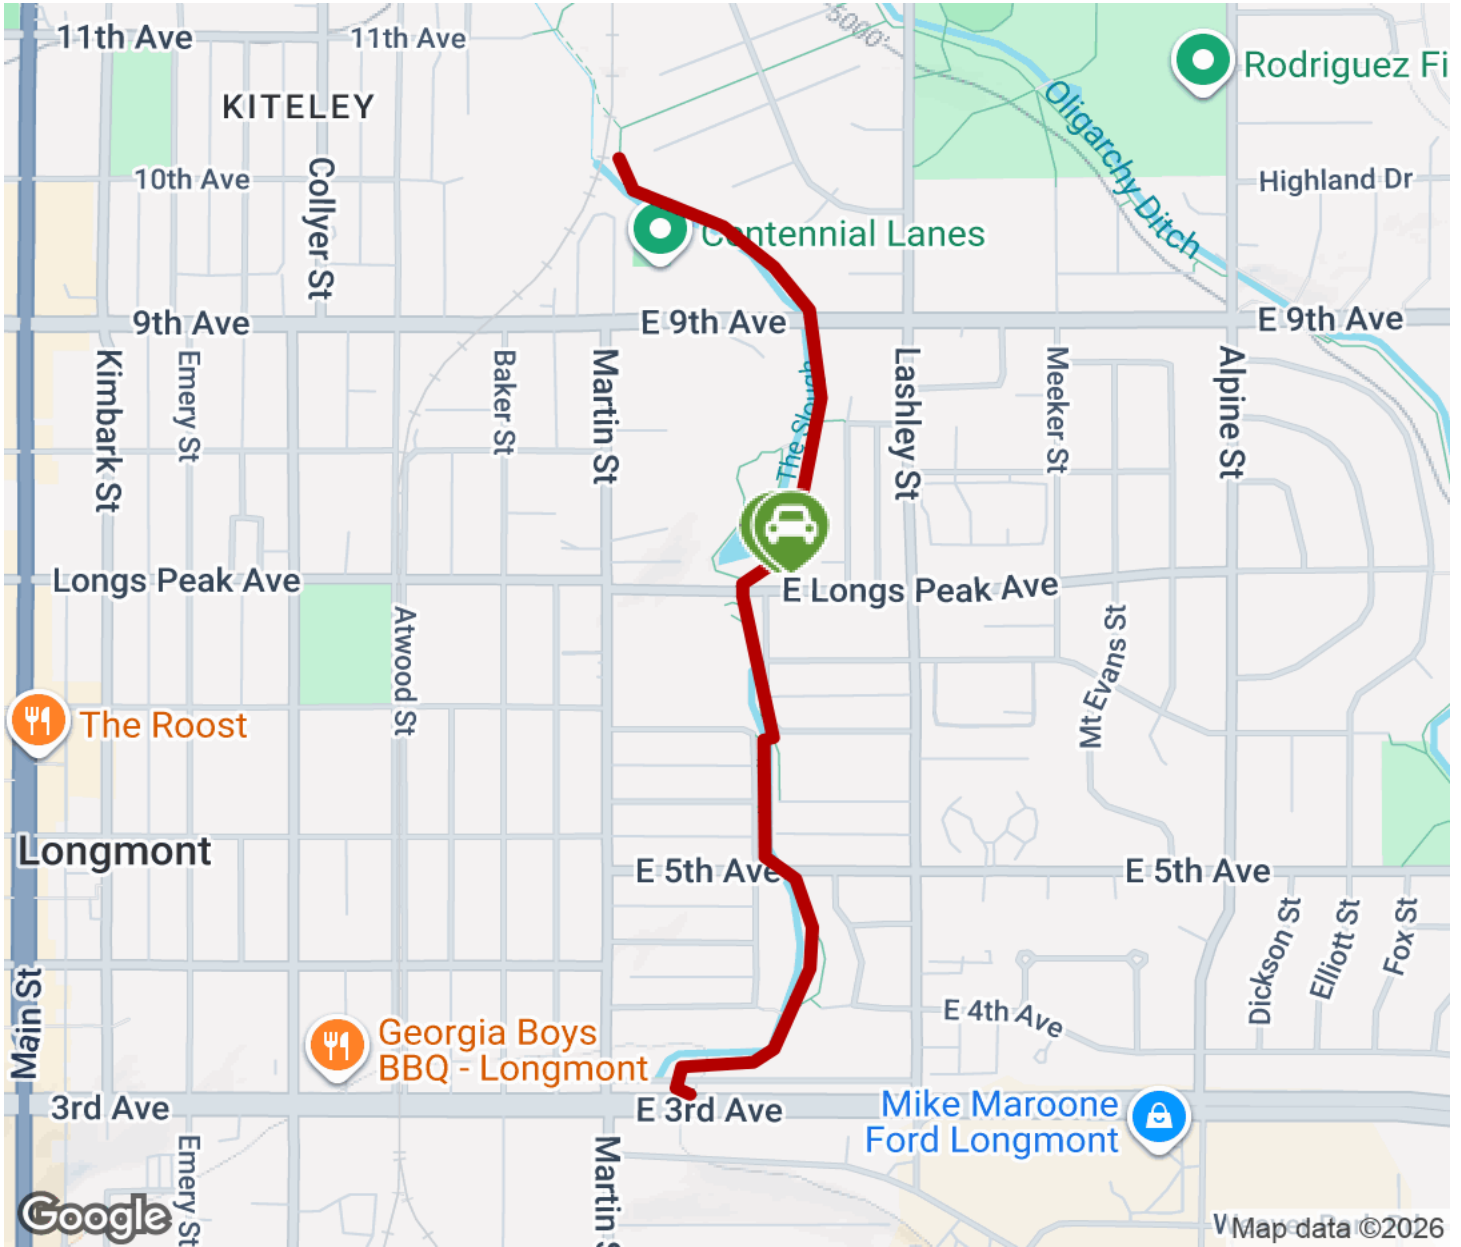 11th Ave
11th Ave
5000'
Rodriguez Fi
KITELEY
Oligarchy Ditch
10th Ave
Collyer St
Highland Dr
Centennial Lanes
9th Ave
E 9th Ave
E 9th Ave
Kimbark St
Emery St
Baker St
Martin St
The Slough
Lashley St
Meeker St
Alpine St
Longs Peak Ave
E Longs Peak Ave
Atwood St
Mt Evans St
The Roost
Longmont
E 5th Ave
E 5th Ave
Dickson St
Elliott St
Fox St
Main St
E 4th Ave
Georgia Boys
BBQ - Longmont
3rd Ave
E 3rd Ave
Mike Maroone
Ford Longmont
Emery St
Martin S
Google
Map data ©2026